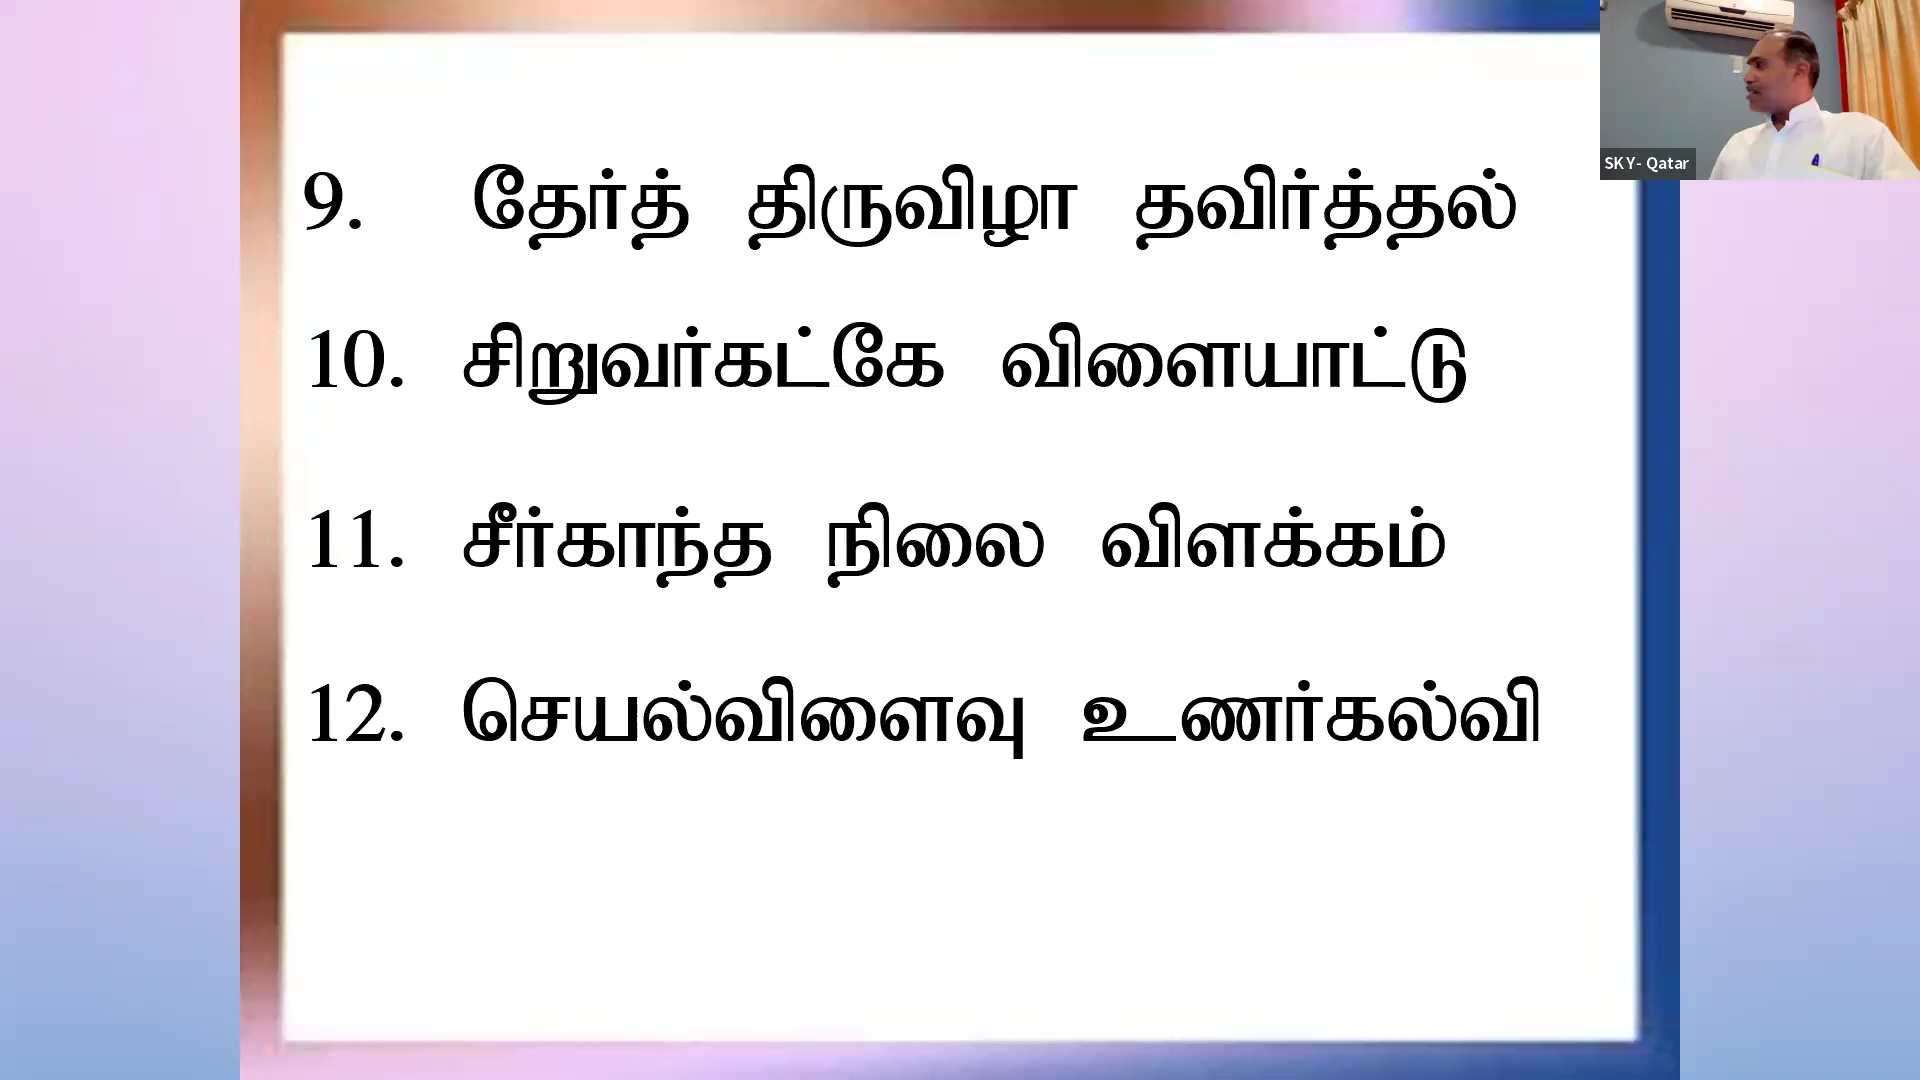 9. தேர்த் திருவிழா தவிர்த்தல்
SKY- Qatar
10. சிறுவர்கட்கே விளையாட்டு
11. சீர்காந்த நிலை விளக்கம்
12. செயல்விளைவு உணர்கல்வி